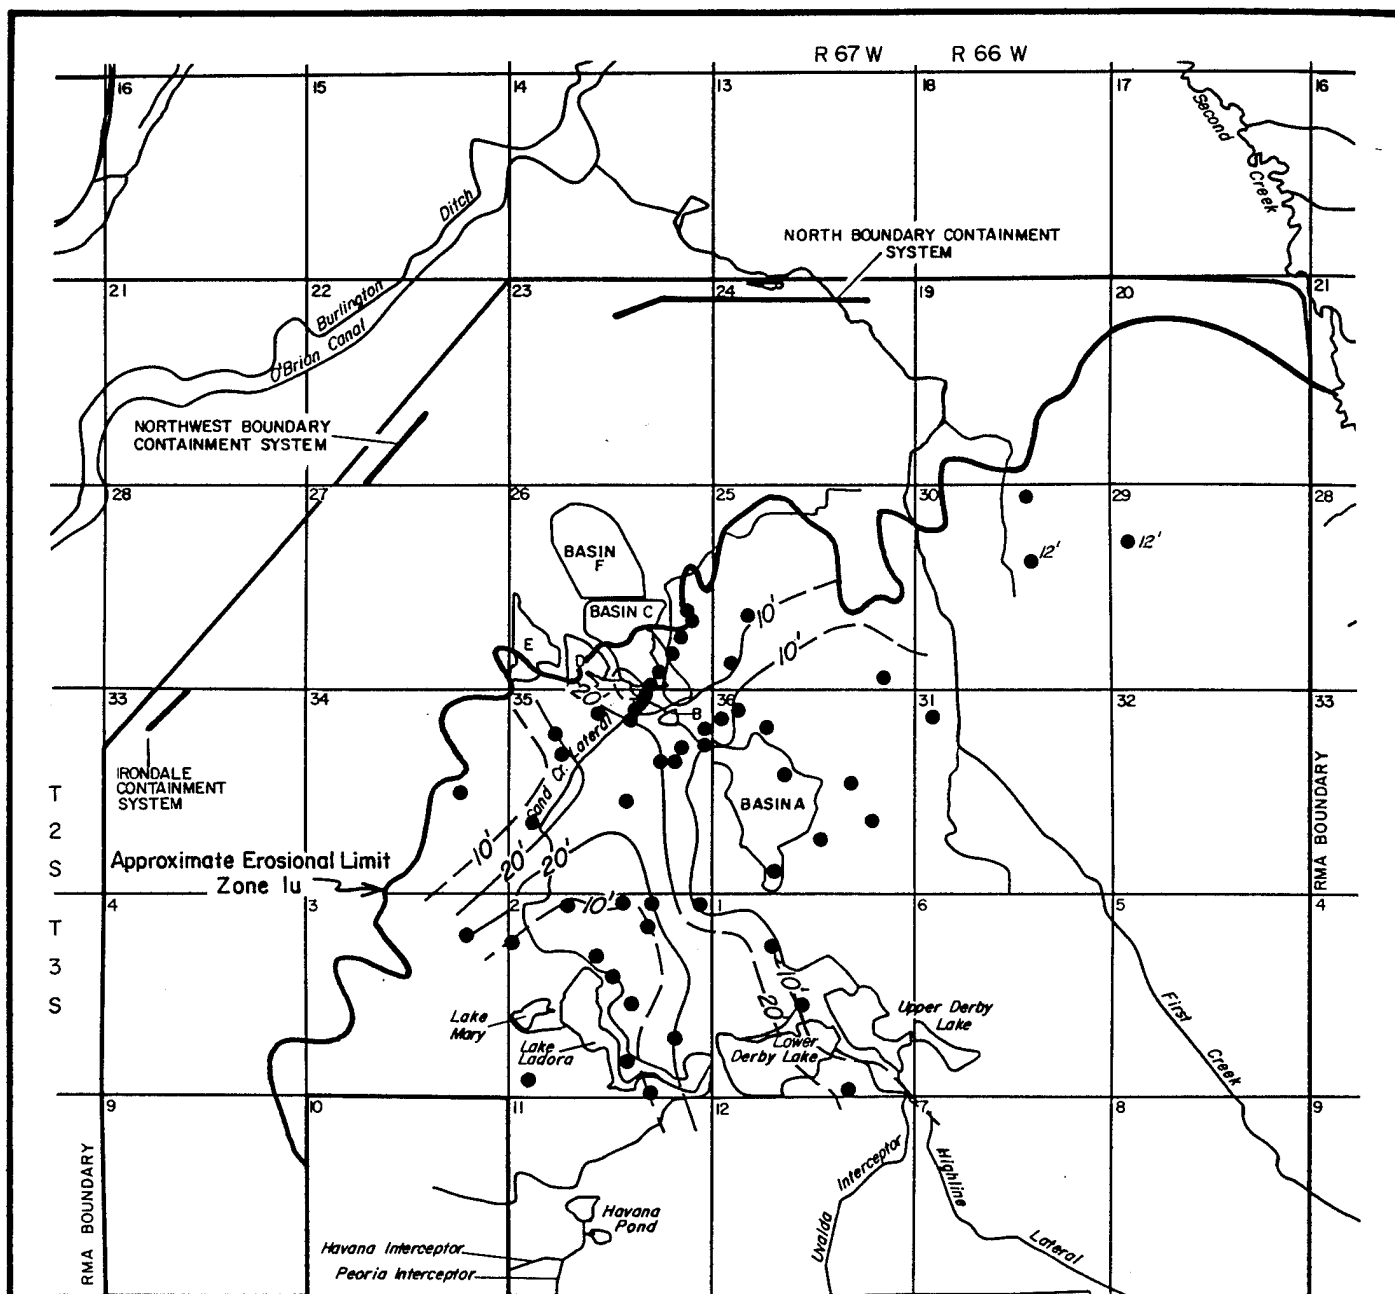 R 67 W R 66 W
16 15 14 13 18 17 16
Second
Creek
Ditch
NORTH BOUNDARY CONTAINMENT
SYSTEM
21 22 23 24 19 20 21
Burlington
O'Brian Canal
NORTHWEST BOUNDARY
CONTAINMENT SYSTEM
28 27 26 25 30 29 28
BASIN
F
12' 12'
BASIN C
10'
E
D
10'
33 34 35 36 31 32 33
20'
B
Lateral
IRONDALE
CONTAINMENT
SYSTEM
Sand Cr.
BASIN A
RMA BOUNDARY
T
2
S
10'
20'
20'
Approximate Erosional Limit
Zone 1u
4 3 2 1 6 5 4
10'
T
3
S
10'
20'
Lake
Mary
Lake
Ladora
Lower
Derby Lake
Upper Derby
Lake
First
Creek
9 10 11 12 7 8 9
RMA BOUNDARY
Interceptor
Uvalda
Highline
Lateral
Havana
Pond
Havana Interceptor
Peoria Interceptor